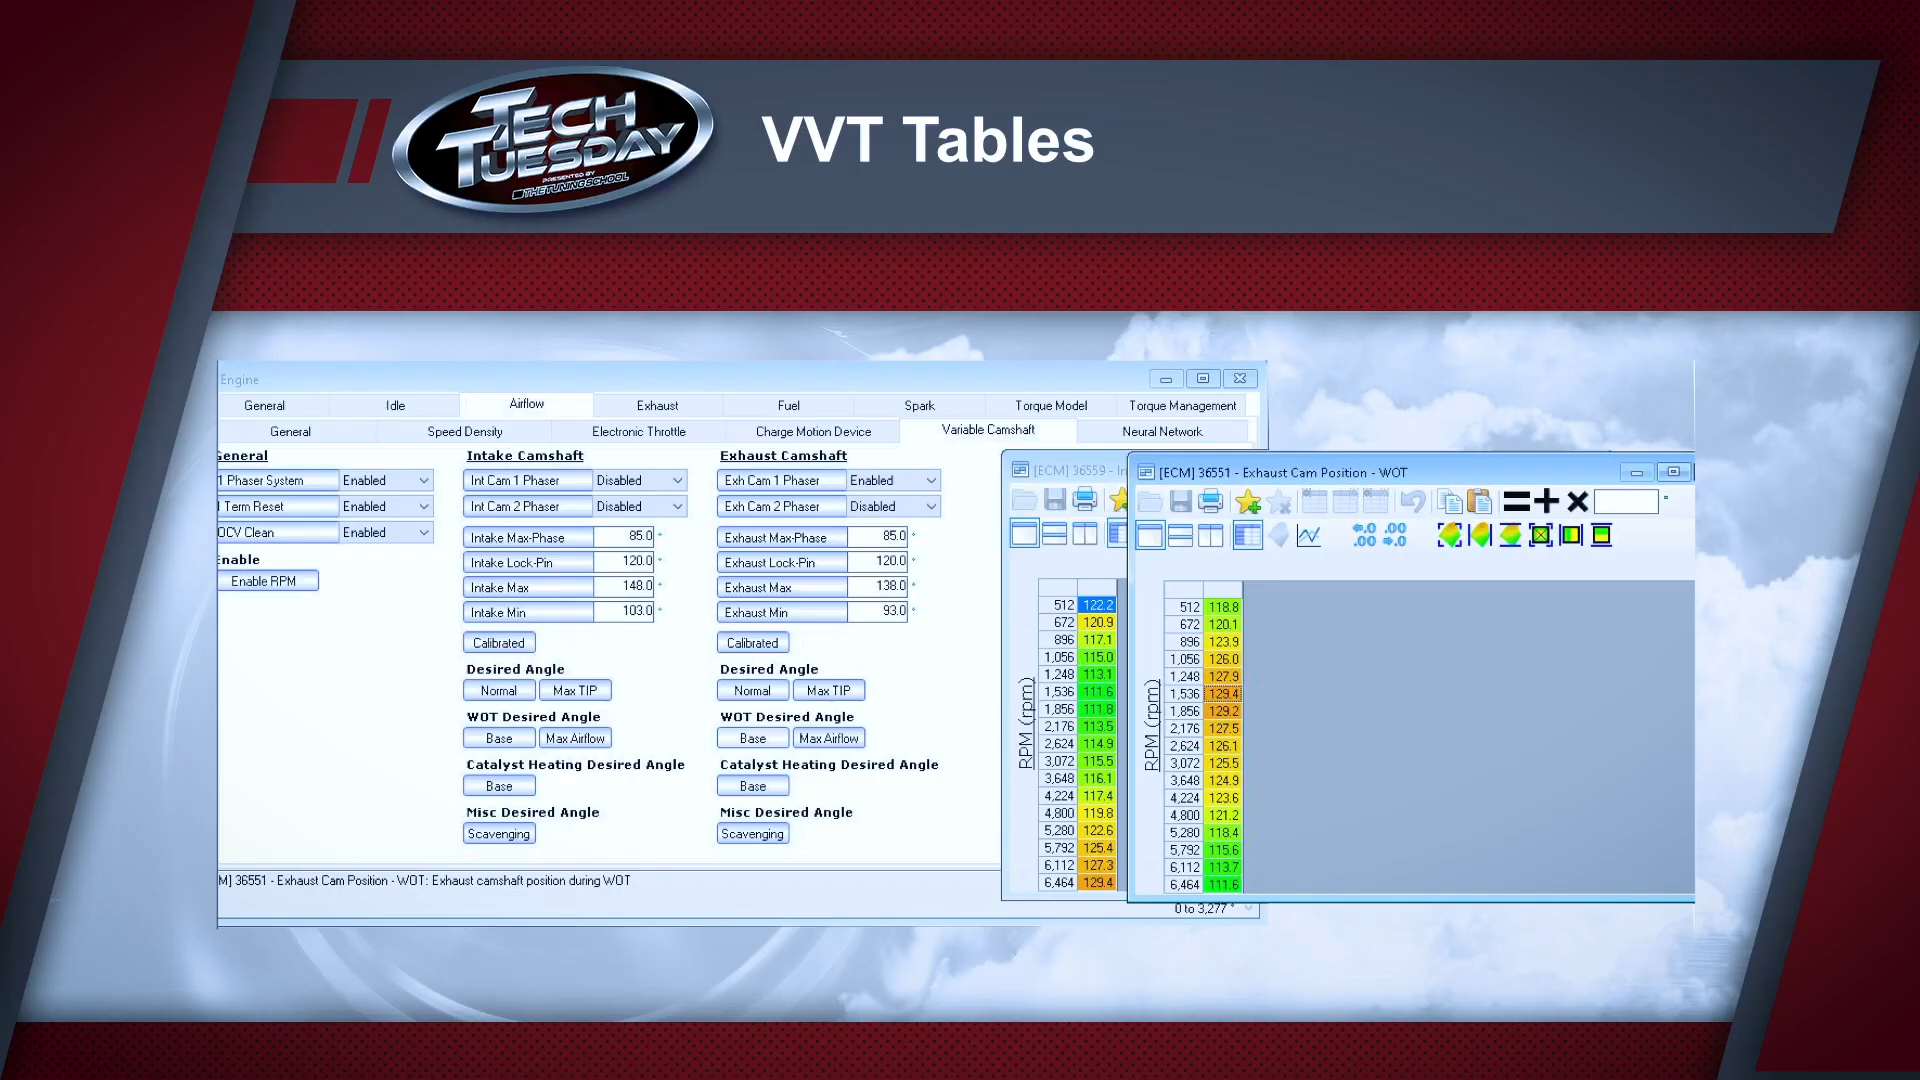 TECH
TUESDAY
PRESENTED BY
THETUNINGSCHOOL
VVT Tables
Engine
General Idle Airflow Exhaust Fuel Spark Torque Model Torque Management
General Speed Density Electronic Throttle Charge Motion Device Variable Camshaft Neural Network
General Intake Camshaft Exhaust Camshaft
1 Phaser System Enabled Int Cam 1 Phaser Disabled Exh Cam 1 Phaser Enabled
Term Reset Enabled Int Cam 2 Phaser Disabled Exh Cam 2 Phaser Disabled
OCV Clean Enabled Intake Max-Phase 85.0 ° Exhaust Max-Phase 85.0 °
Enable Intake Lock-Pin 120.0 ° Exhaust Lock-Pin 120.0 °
Enable RPM Intake Max 148.0 ° Exhaust Max 138.0 °
Intake Min 103.0 ° Exhaust Min 93.0 °
Calibrated Calibrated
Desired Angle Desired Angle
Normal Max TIP Normal Max TIP
WOT Desired Angle WOT Desired Angle
Base Max Airflow Base Max Airflow
Catalyst Heating Desired Angle Catalyst Heating Desired Angle
Base Base
Misc Desired Angle Misc Desired Angle
Scavenging Scavenging
M] 36551 - Exhaust Cam Position - WOT: Exhaust camshaft position during WOT
0 to 3,277 °
[ECM] 36559 - In
RPM (rpm)
512 122.2
672 120.9
896 117.1
1,056 115.0
1,248 113.1
1,536 111.6
1,856 111.8
2,176 113.5
2,624 114.9
3,072 115.5
3,648 116.1
4,224 117.4
4,800 119.8
5,280 122.6
5,792 125.4
6,112 127.3
6,464 129.4
[ECM] 36551 - Exhaust Cam Position - WOT
°
←.0 .00
.00 →.0
RPM (rpm)
512 118.8
672 120.1
896 123.9
1,056 126.0
1,248 127.9
1,536 129.4
1,856 129.2
2,176 127.5
2,624 126.1
3,072 125.5
3,648 124.9
4,224 123.6
4,800 121.2
5,280 118.4
5,792 115.6
6,112 113.7
6,464 111.6